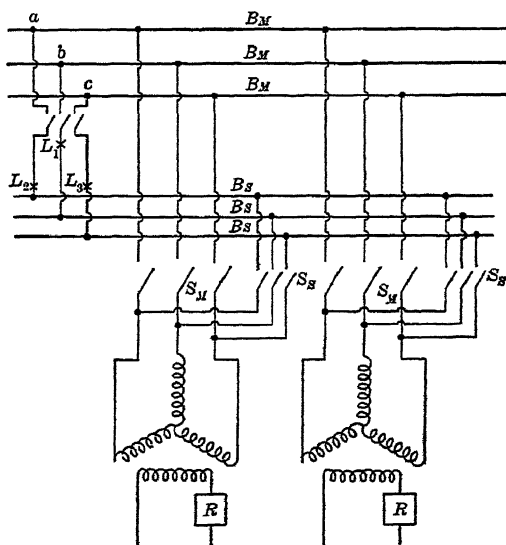 a B_M
b B_M
c B_M
L_1
L_2 L_3 B_S
B_S
B_S
S_M S_S S_M S_S
R R